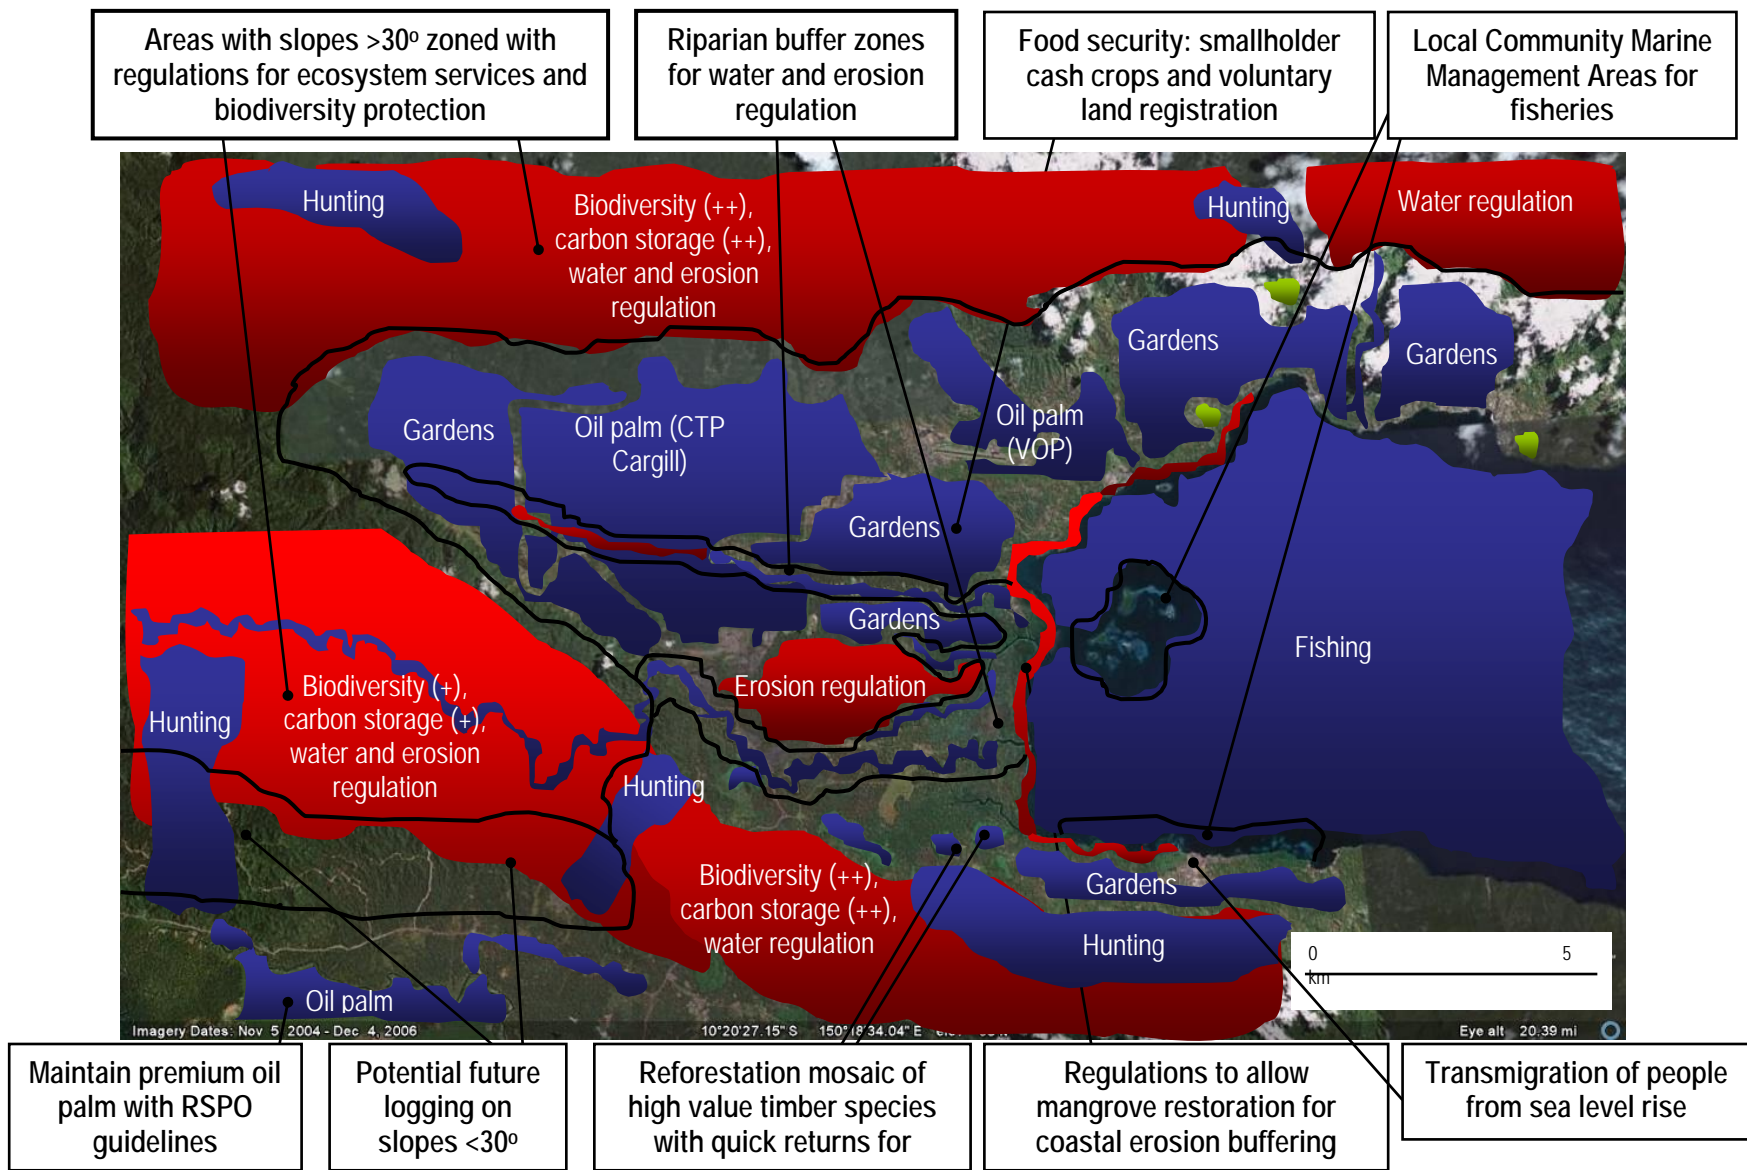 Areas with slopes >30º zoned with
regulations for ecosystem services and
biodiversity protection
Riparian buffer zones
for water and erosion
regulation
Food security: smallholder
cash crops and voluntary
land registration
Local Community Marine
Management Areas for
fisheries
Hunting
Biodiversity (++),
carbon storage (++),
water and erosion
regulation
Hunting
Water regulation
Gardens
Gardens
Gardens
Oil palm (CTP
Cargill)
Oil palm
(VOP)
Gardens
Gardens
Fishing
Erosion regulation
Biodiversity (+),
carbon storage (+),
water and erosion
regulation
Hunting
Hunting
Biodiversity (++),
carbon storage (++),
water regulation
Gardens
Hunting
0 5
km
Oil palm
Imagery Dates: Nov 5, 2004 - Dec 4, 2006
10°20'27.15" S 150°18'34.04" E
Eye alt 20.39 mi
Maintain premium oil
palm with RSPO
guidelines
Potential future
logging on
slopes <30º
Reforestation mosaic of
high value timber species
with quick returns for
Regulations to allow
mangrove restoration for
coastal erosion buffering
Transmigration of people
from sea level rise